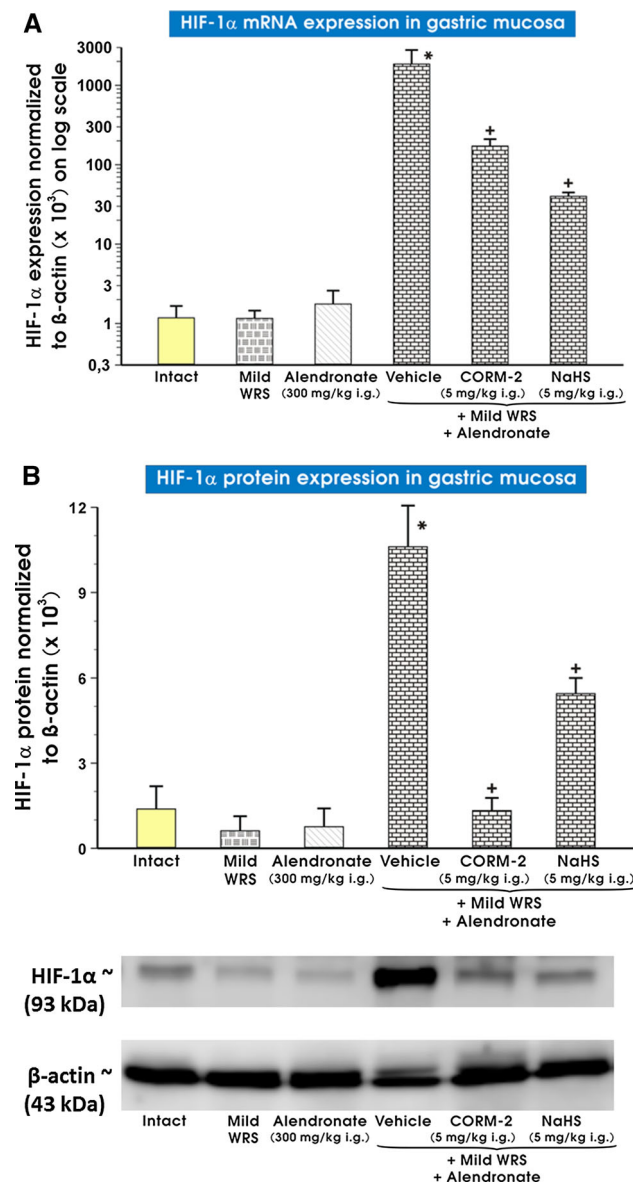 A
HIF-1α mRNA expression in gastric mucosa
HIF-1α expression normalized
to ß-actin (x 10³) on log scale
3000
1000
300
100
30
10
3
1
0,3
*
+
+
Intact
Mild
WRS
Alendronate
(300 mg/kg i.g.)
Vehicle
CORM-2
(5 mg/kg i.g.)
NaHS
(5 mg/kg i.g.)
+ Mild WRS
+ Alendronate
B
HIF-1α protein expression in gastric mucosa
HIF-1α protein normalized
to ß-actin (x 10³)
12
9
6
3
0
*
+
+
Intact
Mild
WRS
Alendronate
(300 mg/kg i.g.)
Vehicle
CORM-2
(5 mg/kg i.g.)
NaHS
(5 mg/kg i.g.)
+ Mild WRS
+ Alendronate
HIF-1α ~
(93 kDa)
β-actin ~
(43 kDa)
Intact
Mild
WRS
Alendronate
(300 mg/kg i.g.)
Vehicle
CORM-2
(5 mg/kg i.g.)
NaHS
(5 mg/kg i.g.)
+ Mild WRS
+ Alendronate